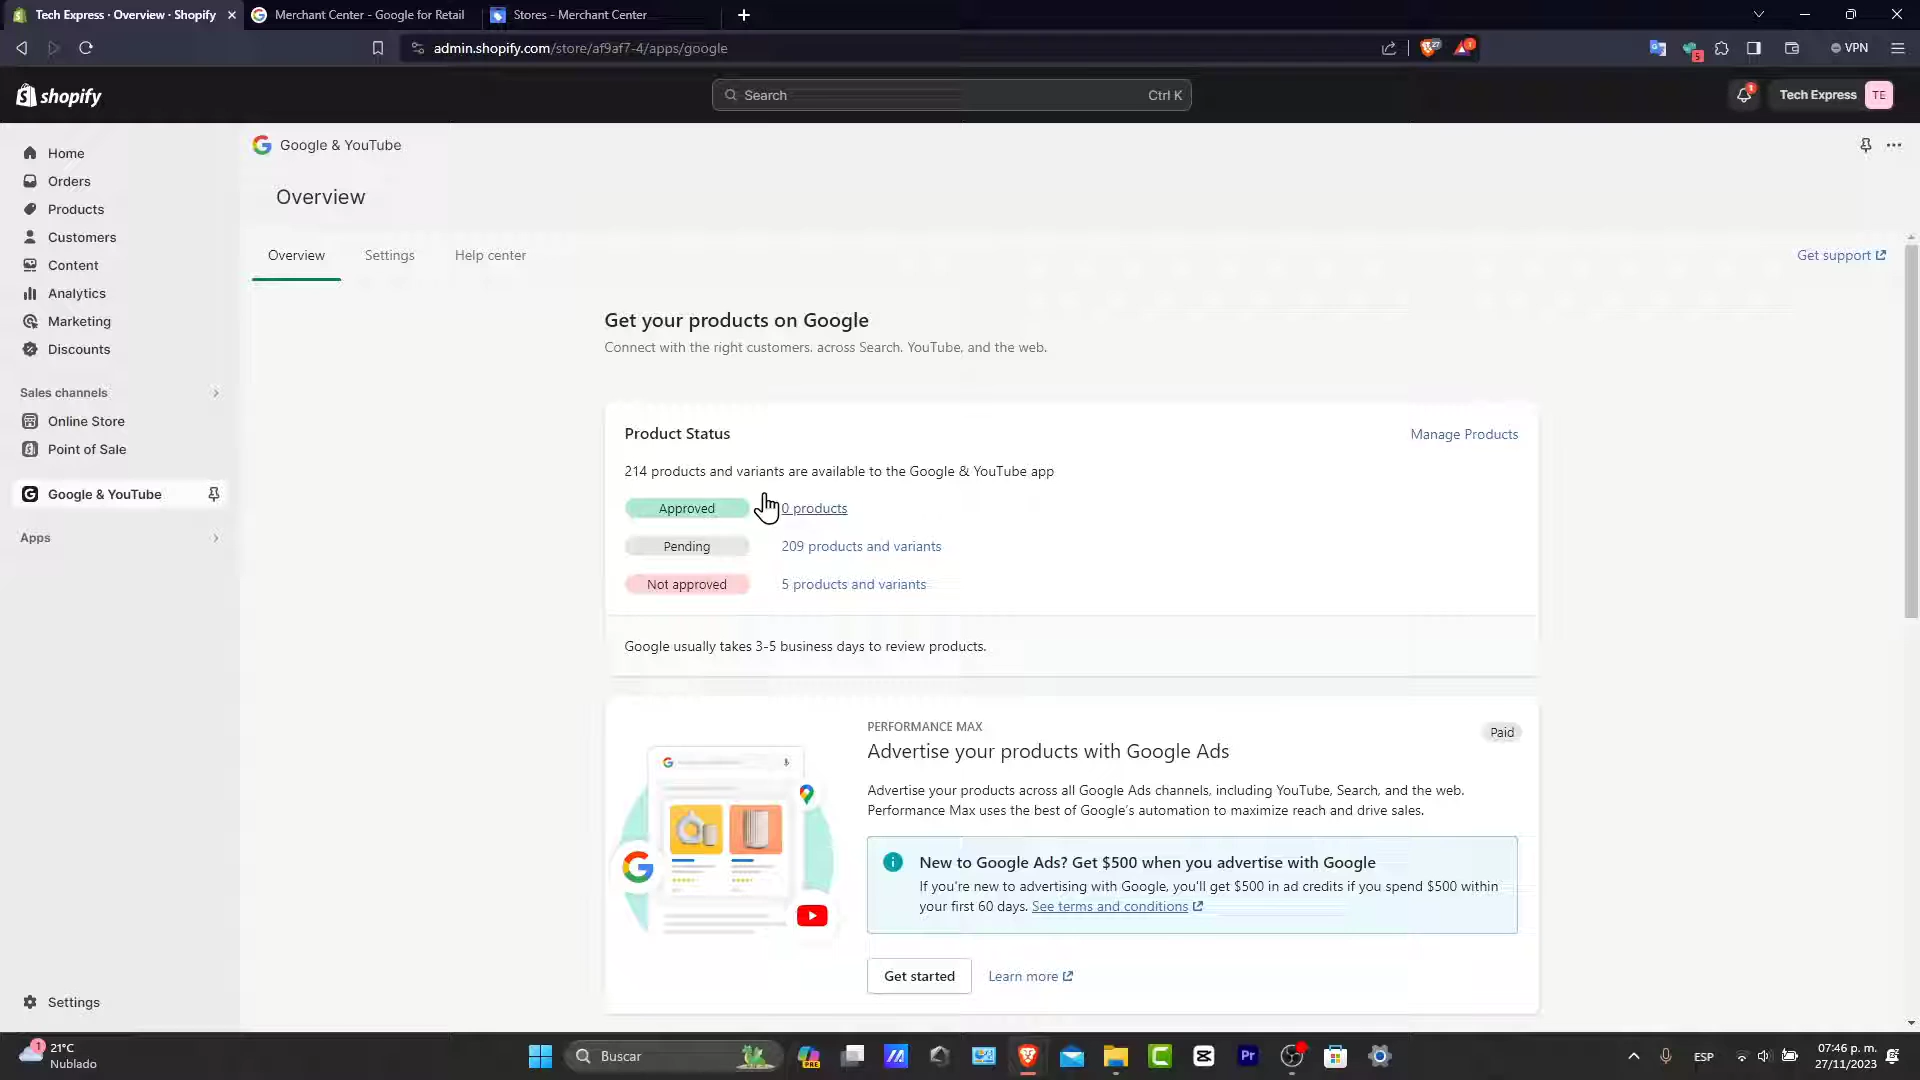 Tech Express · Overview · Shopify
Merchant Center - Google for Retail
Stores - Merchant Center
admin.shopify.com/store/af9af7-4/apps/google
27
1
5
VPN
shopify
Search
Ctrl K
1
Tech Express
TE
Home
Orders
Products
Customers
Content
Analytics
Marketing
Discounts
Sales channels
Online Store
Point of Sale
Google & YouTube
Apps
Settings
Google & YouTube
Overview
Overview
Settings
Help center
Get support
Get your products on Google
Connect with the right customers. across Search. YouTube, and the web.
Product Status
Manage Products
214 products and variants are available to the Google & YouTube app
Approved
0 products
Pending
209 products and variants
Not approved
5 products and variants
Google usually takes 3-5 business days to review products.
PERFORMANCE MAX
Paid
Advertise your products with Google Ads
Advertise your products across all Google Ads channels, including YouTube, Search, and the web.
Performance Max uses the best of Google's automation to maximize reach and drive sales.
New to Google Ads? Get $500 when you advertise with Google
If you're new to advertising with Google, you'll get $500 in ad credits if you spend $500 within
your first 60 days. See terms and conditions
Get started
Learn more
1
21°C
Nublado
Buscar
PRE
Pr
ESP
07:46 p. m.
27/11/2023